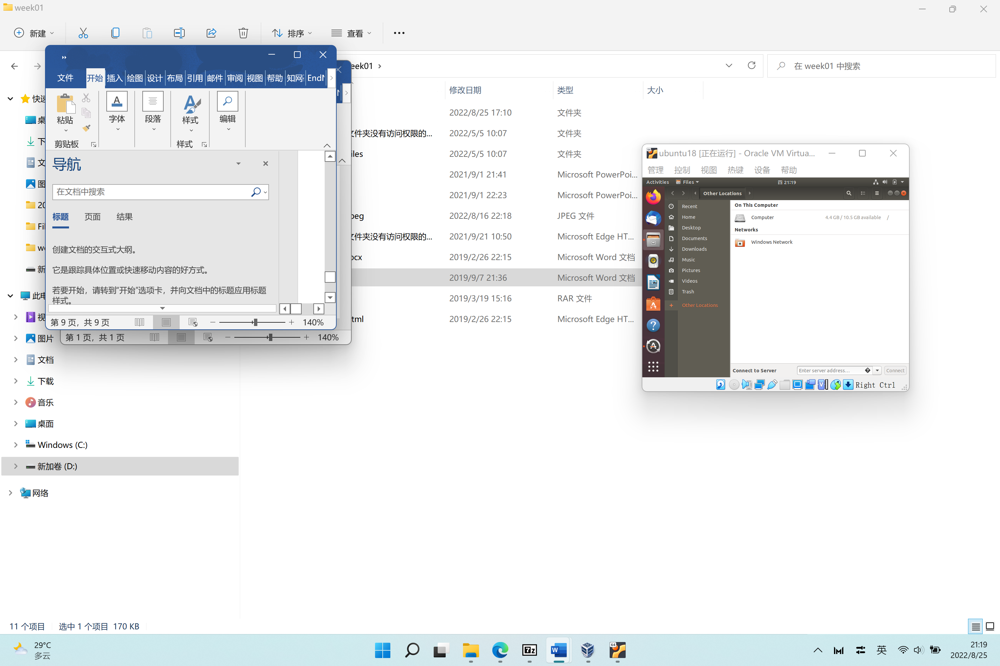 week01
新建
排序
查看
eek01
在 week01 中搜索
修改日期
类型
大小
2022/8/25 17:10
文件夹
文件夹没有访问权限的...
2022/5/5 10:07
文件夹
iles
2022/5/5 10:07
文件夹
2021/9/1 21:41
Microsoft PowerPoi...
2021/9/1 22:23
Microsoft PowerPoi...
peg
2022/8/16 22:18
JPEG 文件
文件夹没有访问权限的...
2021/9/21 10:50
Microsoft Edge HT...
ocx
2019/2/26 22:15
Microsoft Word 文档
2019/9/7 21:36
Microsoft Word 文档
2019/3/19 15:16
RAR 文件
tml
2019/2/26 22:15
Microsoft Edge HT...
快速
桌
下
文
图
20
Fil
we
新
此电
视
图片
文档
下载
音乐
桌面
Windows (C:)
新加卷 (D:)
网络
文件
开始
插入
绘图
设计
布局
引用
邮件
审阅
视图
帮助
知网
EndN
粘贴
字体
段落
样式
编辑
剪贴板
样式
导航
在文档中搜索
标题
页面
结果
创建文档的交互式大纲。
它是跟踪具体位置或快速移动内容的好方式。
若要开始，请转到“开始”选项卡，并向文档中的标题应用标题
样式。
第 9 页，共 9 页
140%
第 1 页，共 1 页
140%
ubuntu18 [正在运行] - Oracle VM Virtua...
管理
控制
视图
热键
设备
帮助
Activities
Files
四 21:19
Other Locations
Recent
Home
Desktop
Documents
Downloads
Music
Pictures
Videos
Trash
Other Locations
On This Computer
Computer
4.4 GB / 10.5 GB available
/
Networks
Windows Network
Connect to Server
Enter server address...
Connect
Right Ctrl
11 个项目
选中 1 个项目 170 KB
29°C
多云
7z
W
64
英
21:19
2022/8/25